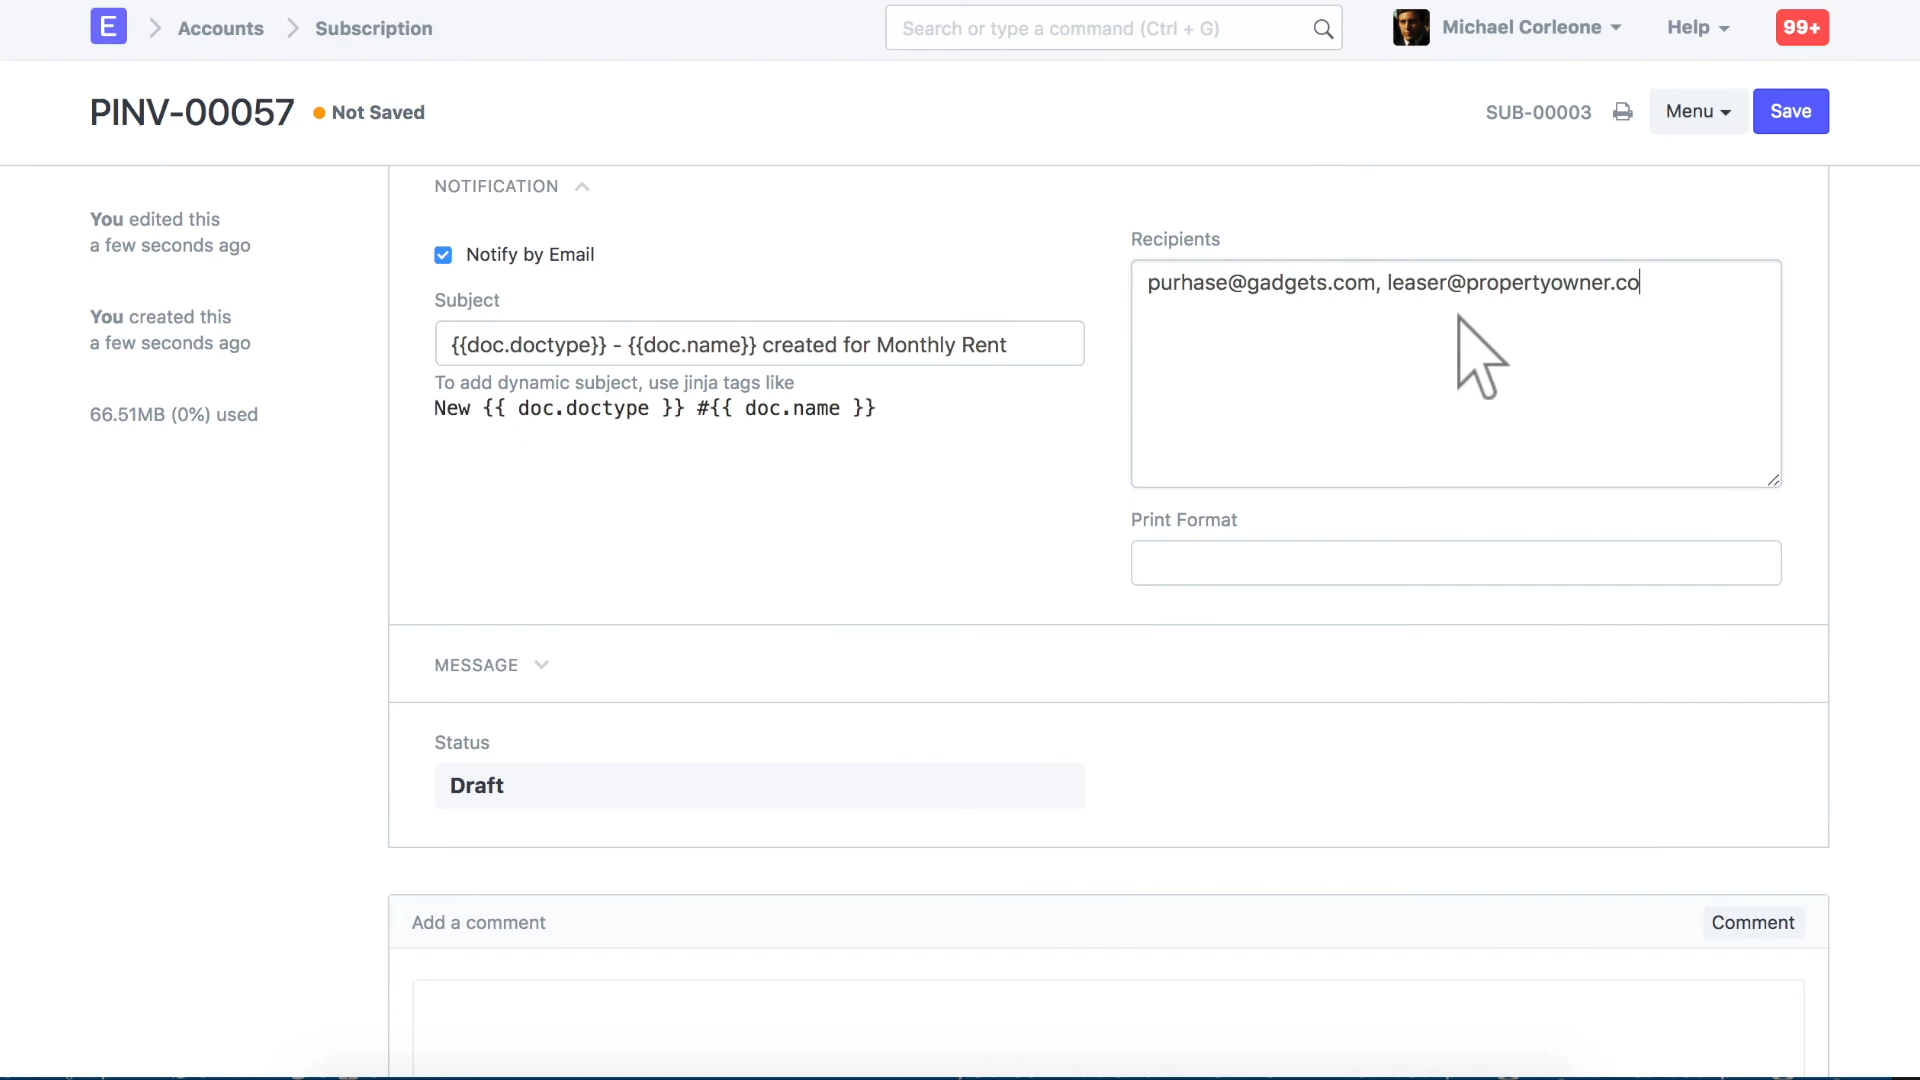 E Accounts Subscription Search or type a command (Ctrl + G) Michael Corleone Help 99+
PINV-00057 Not Saved SUB-00003 Menu Save
You edited this
a few seconds ago
You created this
a few seconds ago
66.51MB (0%) used
NOTIFICATION
Notify by Email
Subject
{{doc.doctype}} - {{doc.name}} created for Monthly Rent
To add dynamic subject, use jinja tags like
New {{ doc.doctype }} #{{ doc.name }}
Recipients
purhase@gadgets.com, leaser@propertyowner.co
Print Format
MESSAGE
Status
Draft
Add a comment Comment